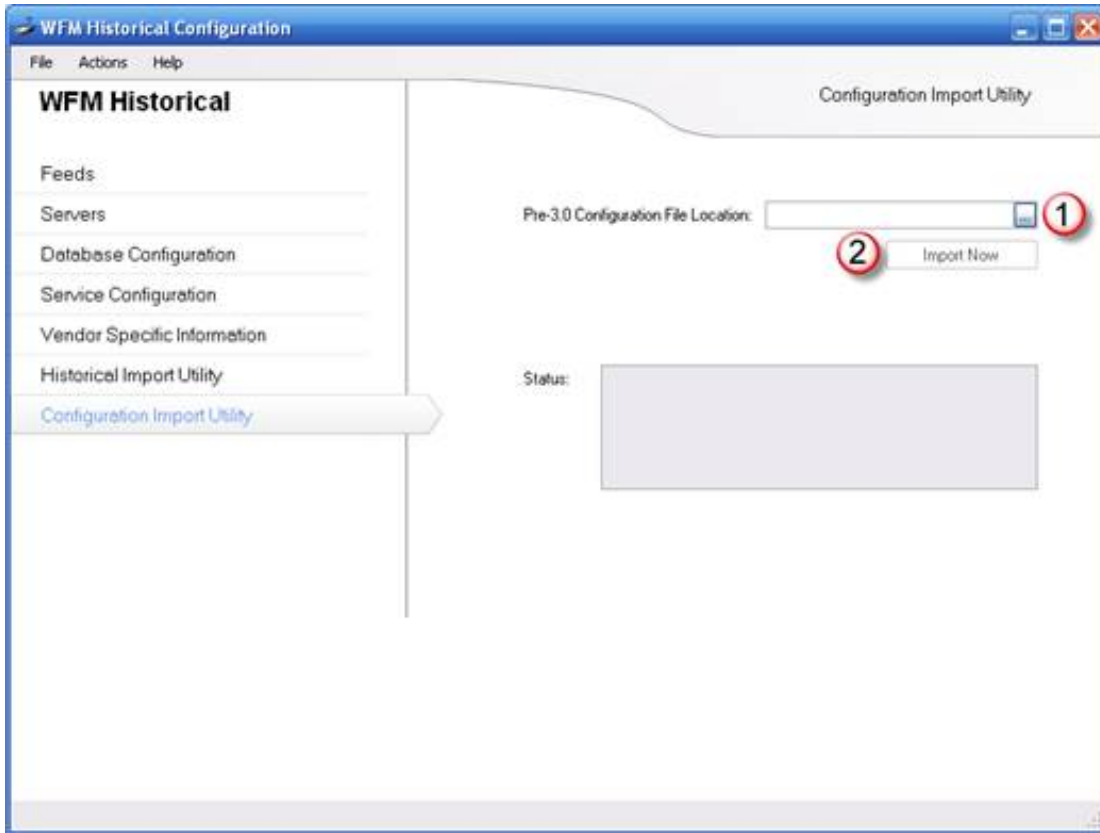 WFM Historical Configuration
File Actions Help
WFM Historical
Configuration Import Utility
Feeds
Servers
Database Configuration
Service Configuration
Vendor Specific Information
Historical Import Utility
Configuration Import Utility
Pre-3.0 Configuration File Location: ... 1
2 Import Now
Status: